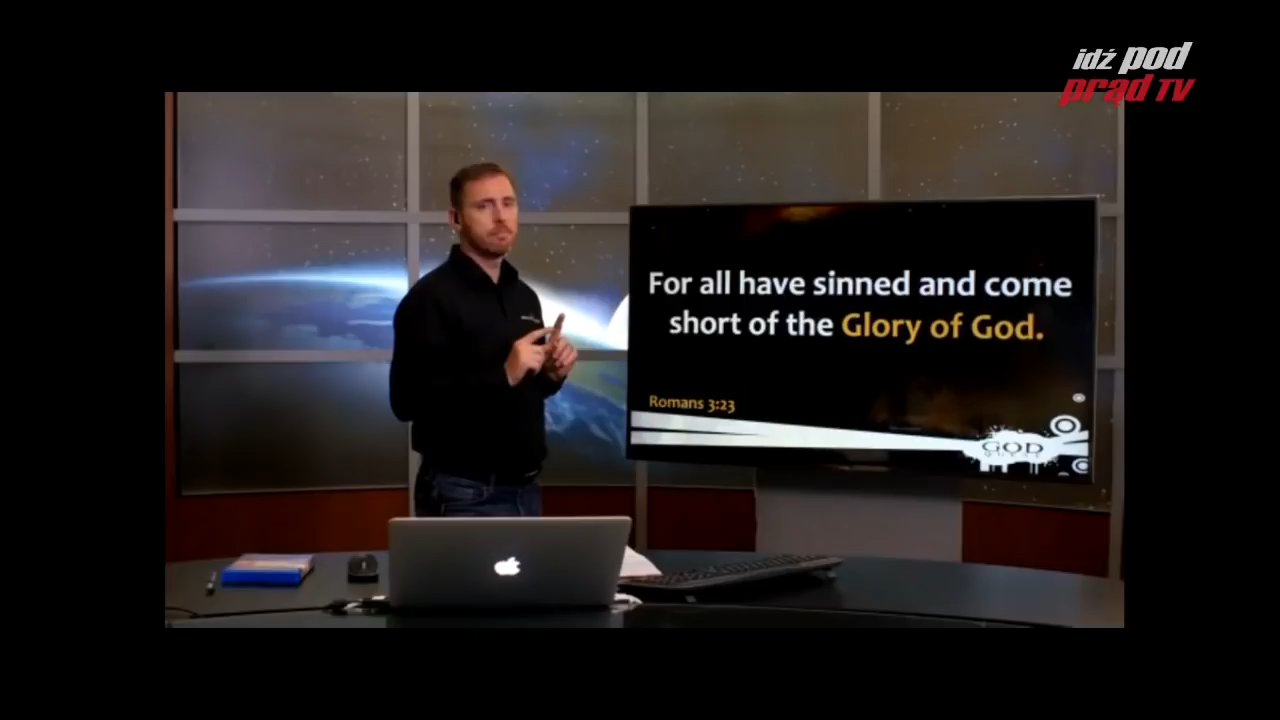 idź pod
prąd TV
For all have sinned and come
short of the Glory of God.
Romans 3:23
GOD